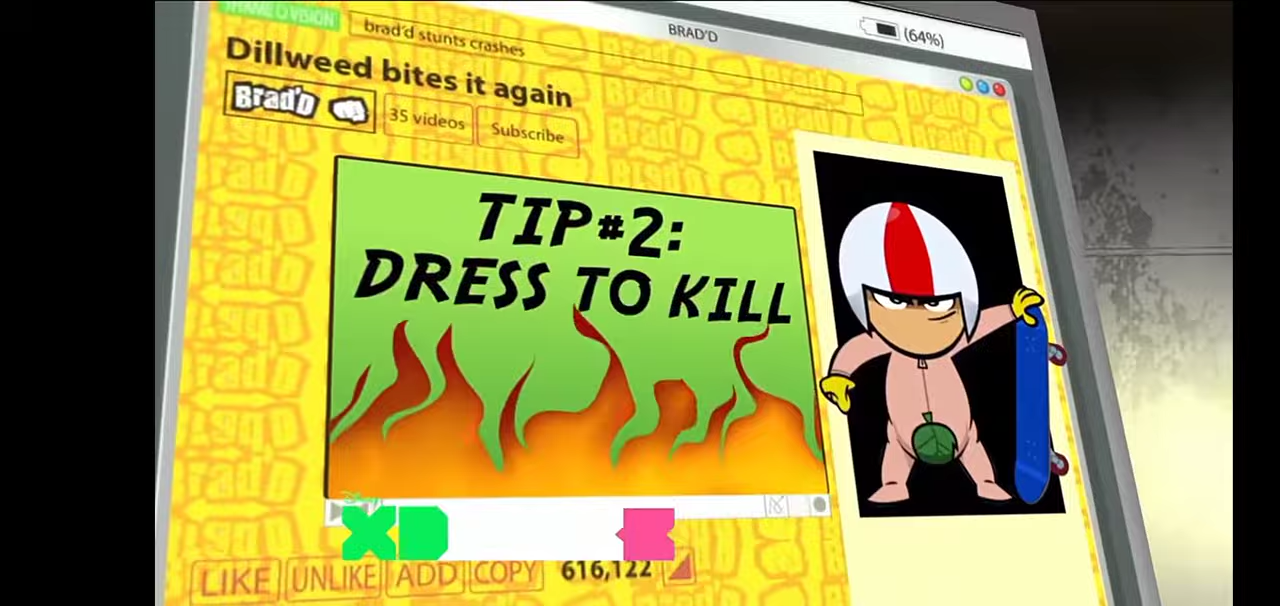 BRAD'D
(64%)
brad'd stunts crashes
Dillweed bites it again
Brad'd
35 videos
Subscribe
TIP#2:
DRESS TO KILL
Disney
XD
LIKE
UNLIKE
ADD
COPY
616,122